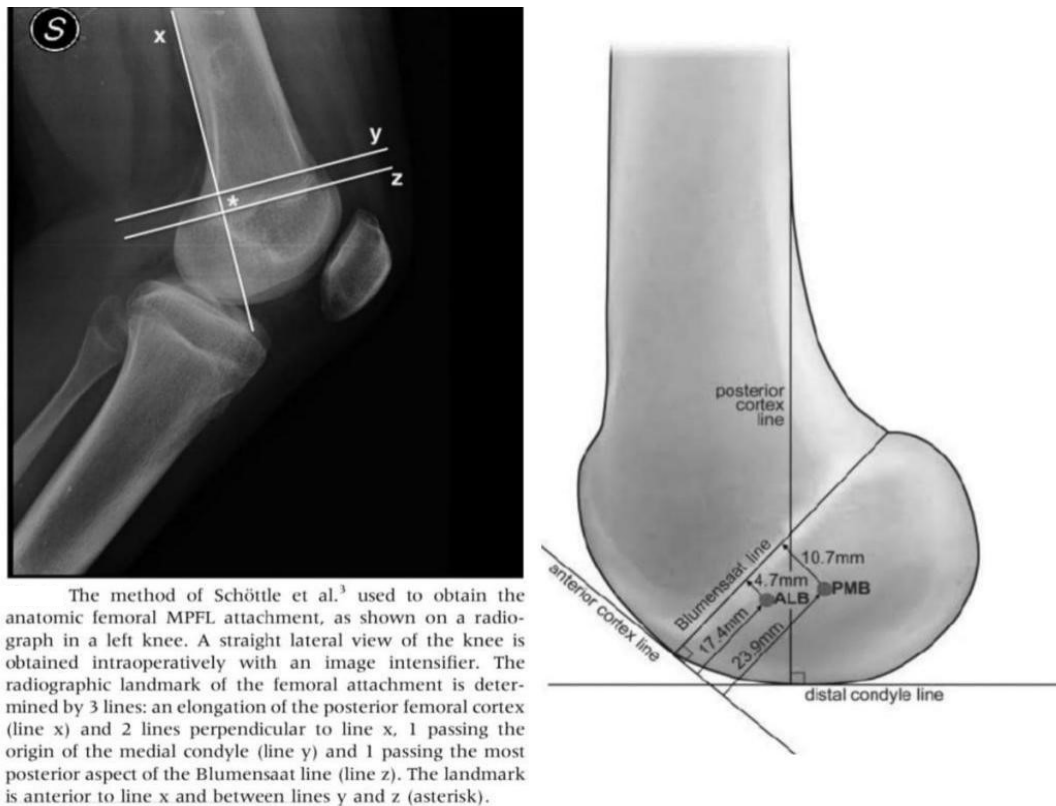 S
x
y
z
*
The method of Schöttle et al.3 used to obtain the
anatomic femoral MPFL attachment, as shown on a radio-
graph in a left knee. A straight lateral view of the knee is
obtained intraoperatively with an image intensifier. The
radiographic landmark of the femoral attachment is deter-
mined by 3 lines: an elongation of the posterior femoral cortex
(line x) and 2 lines perpendicular to line x, 1 passing the
origin of the medial condyle (line y) and 1 passing the most
posterior aspect of the Blumensaat line (line z). The landmark
is anterior to line x and between lines y and z (asterisk).
posterior
cortex
line
Blumensaat line
anterior cortex line
10.7mm
4.7mm
ALB
PMB
17.4mm
23.9mm
distal condyle line